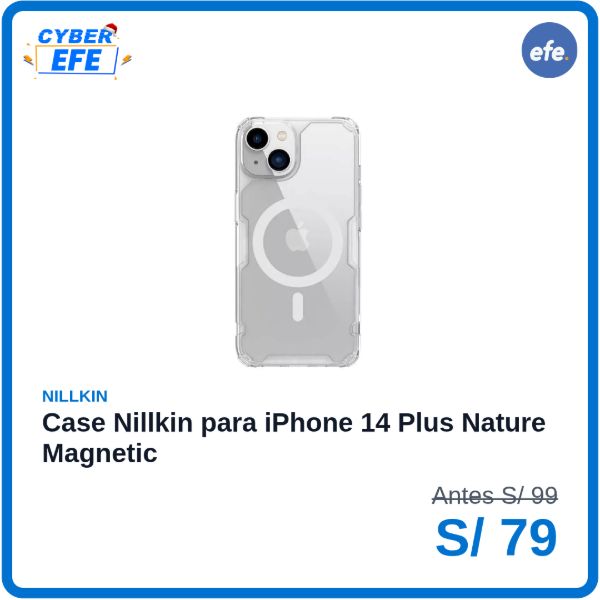 CYBER
EFE
efe.
NILLKIN
Case Nillkin para iPhone 14 Plus Nature
Magnetic
Antes S/ 99
S/ 79